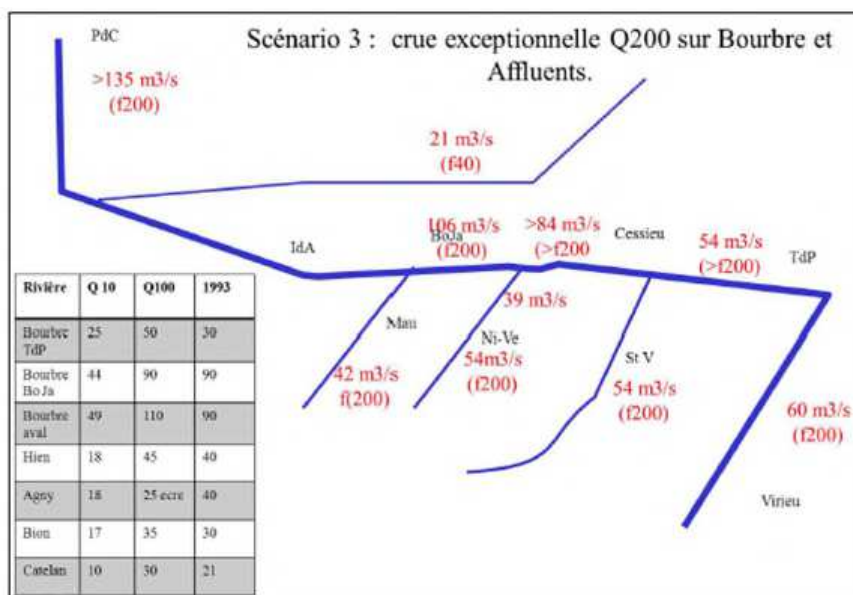 PdC
Scénario 3 : crue exceptionnelle Q200 sur Bourbre et
Affluents.
>135 m3/s
(f200)
21 m3/s
(f40)
IdA
106 m3/s
BoJa
(f200)
>84 m3/s
(>f200
Cessieu
54 m3/s
(>f200)
TdP
39 m3/s
Mau
Ni-Ve
54m3/s
(f200)
St V
42 m3/s
f(200)
54 m3/s
(f200)
60 m3/s
(f200)
Virieu
Rivière Q 10 Q100 1993
Bourbre TdP 25 50 30
Bourbre BoJa 44 90 90
Bourbre aval 49 110 90
Hien 18 45 40
Agny 18 25 ecre 40
Bion 17 35 30
Catelan 10 30 21